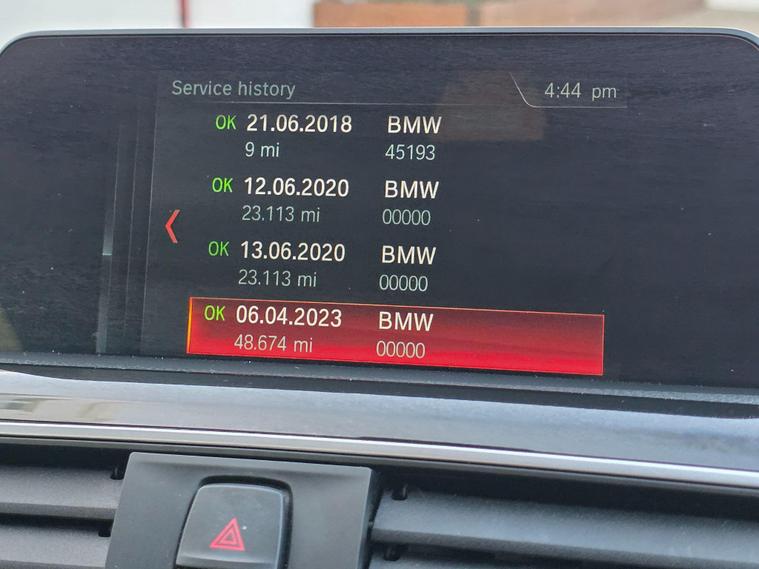 Service history 4:44 pm
OK 21.06.2018 BMW
9 mi 45193
OK 12.06.2020 BMW
23.113 mi 00000
OK 13.06.2020 BMW
23.113 mi 00000
OK 06.04.2023 BMW
48.674 mi 00000